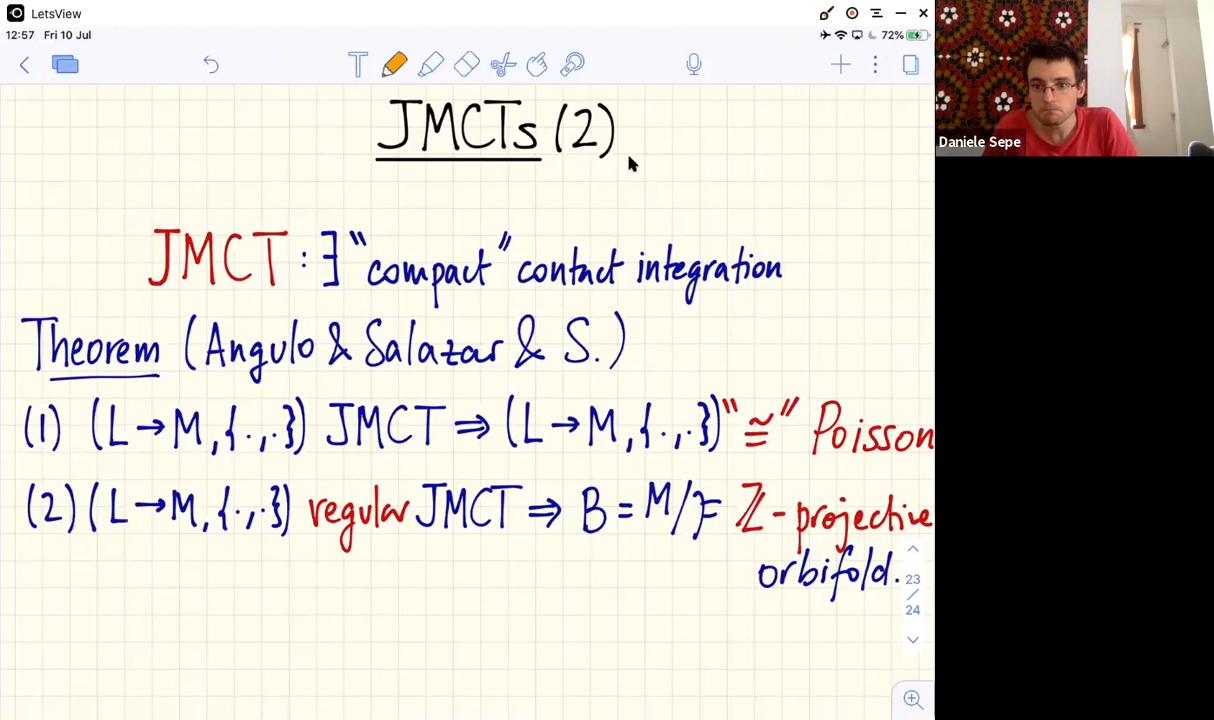 LetsView
12:57 Fri 10 Jul
72%
JMCTs (2)
Daniele Sepe
JMCT : ∃ "compact" contact integration
Theorem (Angulo & Salazar & S.)
(1) (L → M, {·,·}) JMCT ⇒ (L → M, {·,·}) "≅" Poisson
(2) (L → M, {·,·}) regular JMCT ⇒ B = M/F ℤ-projective
orbifold.
23
/
24